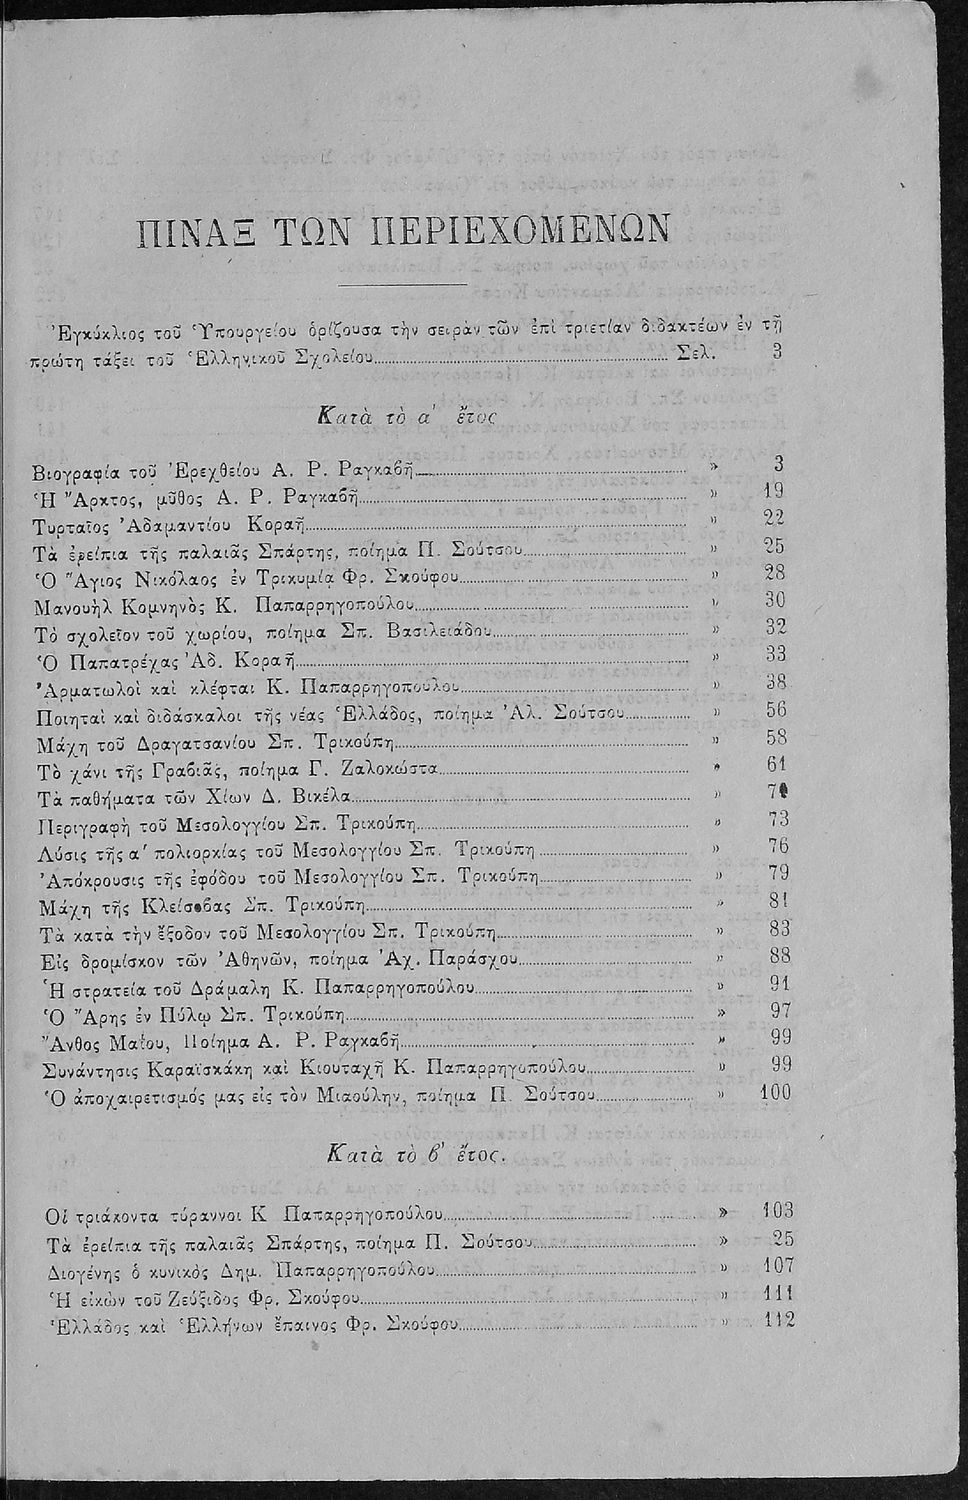 ΠΙΝΑΞ ΤΩΝ ΠΕΡΙΕΧΟΜΕΝΩΝ
Ἐγκύκλιος τοῦ Ὑπουργείου ὁρίζουσα τὴν σειρὰν τῶν ἐπὶ τριετίαν διδακτέων ἐν τῇ
πρώτῃ τάξει τοῦ Ἑλληνικοῦ Σχολείου Σελ. 3
Κατὰ τὸ α' ἔτος
Βιογραφία τοῦ Ἐρεχθείου Α. Ρ. Ραγκαβῆ » 3
Ἡ Ἄρκτος, μῦθος Α. Ρ. Ραγκαβῆ » 19
Τυρταῖος Ἀδαμαντίου Κοραῆ » 22
Τὰ ἐρείπια τῆς παλαιᾶς Σπάρτης, ποίημα Π. Σούτσου » 25
Ὁ Ἅγιος Νικόλαος ἐν Τρικυμίᾳ Φρ. Σκούφου » 28
Μανουὴλ Κομνηνὸς Κ. Παπαρρηγοπούλου » 30
Τὸ σχολεῖον τοῦ χωρίου, ποίημα Σπ. Βασιλειάδου » 32
Ὁ Παπατρέχας Ἀδ. Κοραῆ » 33
Ἀρματωλοὶ καὶ κλέφται Κ. Παπαρρηγοπούλου » 38
Ποιηταὶ καὶ διδάσκαλοι τῆς νέας Ἑλλάδος, ποίημα Ἀλ. Σούτσου » 56
Μάχη τοῦ Δραγατσανίου Σπ. Τρικούπη » 58
Τὸ χάνι τῆς Γραβιᾶς, ποίημα Γ. Ζαλοκώστα » 61
Τὰ παθήματα τῶν Χίων Δ. Βικέλα » 7
Περιγραφὴ τοῦ Μεσολογγίου Σπ. Τρικούπη » 73
Λύσις τῆς α' πολιορκίας τοῦ Μεσολογγίου Σπ. Τρικούπη » 76
Ἀπόκρουσις τῆς ἐφόδου τοῦ Μεσολογγίου Σπ. Τρικούπη » 79
Μάχη τῆς Κλείσοβας Σπ. Τρικούπη » 81
Τὰ κατὰ τὴν ἔξοδον τοῦ Μεσολογγίου Σπ. Τρικούπη » 83
Εἰς δρομίσκον τῶν Ἀθηνῶν, ποίημα Ἀχ. Παράσχου » 88
Ἡ στρατεία τοῦ Δράμαλη Κ. Παπαρρηγοπούλου » 91
Ὁ Ἄρης ἐν Πύλῳ Σπ. Τρικούπη » 97
Ἄνθος Μαΐου, Ποίημα Α. Ρ. Ραγκαβῆ » 99
Συνάντησις Καραϊσκάκη καὶ Κιουταχῆ Κ. Παπαρρηγοπούλου » 99
Ὁ ἀποχαιρετισμός μας εἰς τὸν Μιαούλην, ποίημα Π. Σούτσου » 100
Κατὰ τὸ β' ἔτος.
Οἱ τριάκοντα τύραννοι Κ Παπαρρηγοπούλου » 103
Τὰ ἐρείπια τῆς παλαιᾶς Σπάρτης, ποίημα Π. Σούτσου » 25
Διογένης ὁ κυνικὸς Δημ. Παπαρρηγοπούλου » 107
Ἡ εἰκὼν τοῦ Ζεύξιδος Φρ. Σκούφου » 111
Ἑλλάδος καὶ Ἑλλήνων ἔπαινος Φρ. Σκούφου » 112